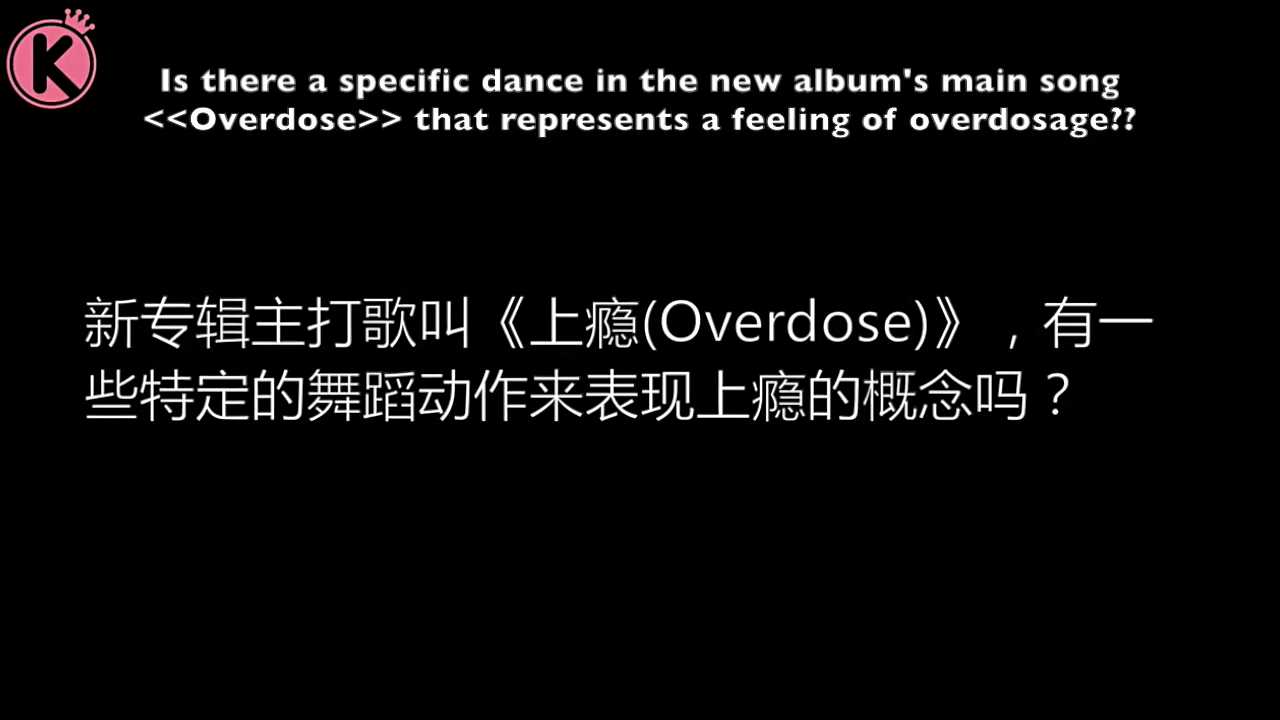 K
Is there a specific dance in the new album's main song
<<Overdose>> that represents a feeling of overdosage??
新专辑主打歌叫《上瘾(Overdose)》，有一
些特定的舞蹈动作来表现上瘾的概念吗？